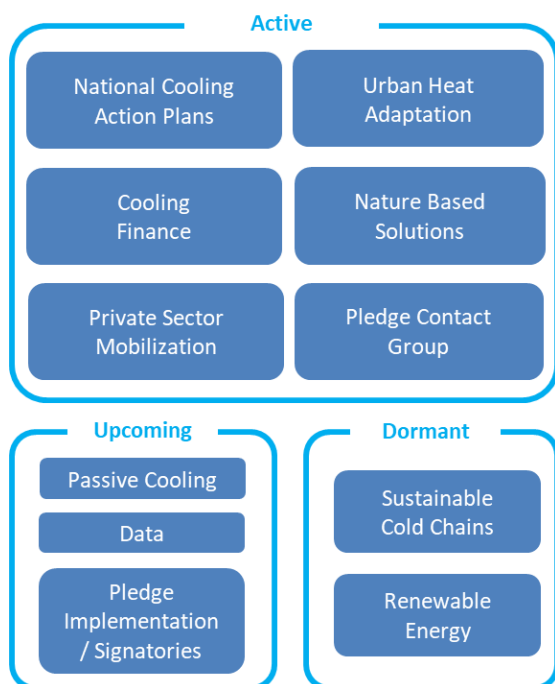 Active
National Cooling
Action Plans
Urban Heat
Adaptation
Cooling
Finance
Nature Based
Solutions
Private Sector
Mobilization
Pledge Contact
Group
Upcoming
Passive Cooling
Data
Pledge
Implementation
/ Signatories
Dormant
Sustainable
Cold Chains
Renewable
Energy